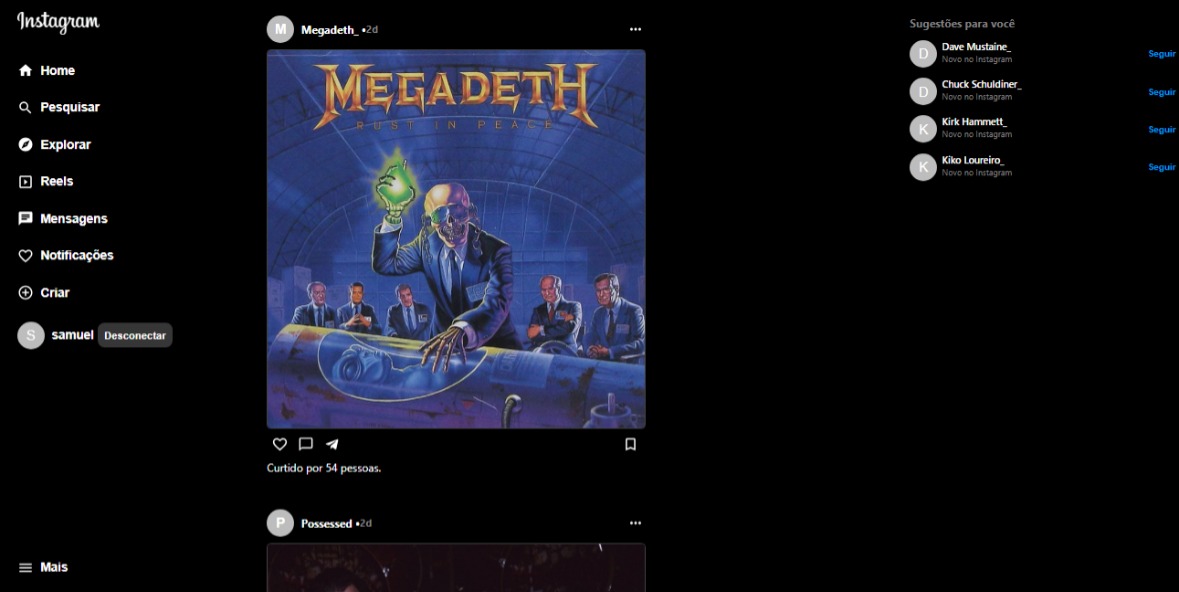 Instagram
Home
Pesquisar
Explorar
Reels
Mensagens
Notificações
Criar
S samuel Desconectar
Mais
M Megadeth_ •2d
MEGADETH
RUST IN PEACE
Curtido por 54 pessoas.
P Possessed •2d
Sugestões para você
D Dave Mustaine_
Novo no Instagram
Seguir
D Chuck Schuldiner_
Novo no Instagram
Seguir
K Kirk Hammett_
Novo no Instagram
Seguir
K Kiko Loureiro_
Novo no Instagram
Seguir